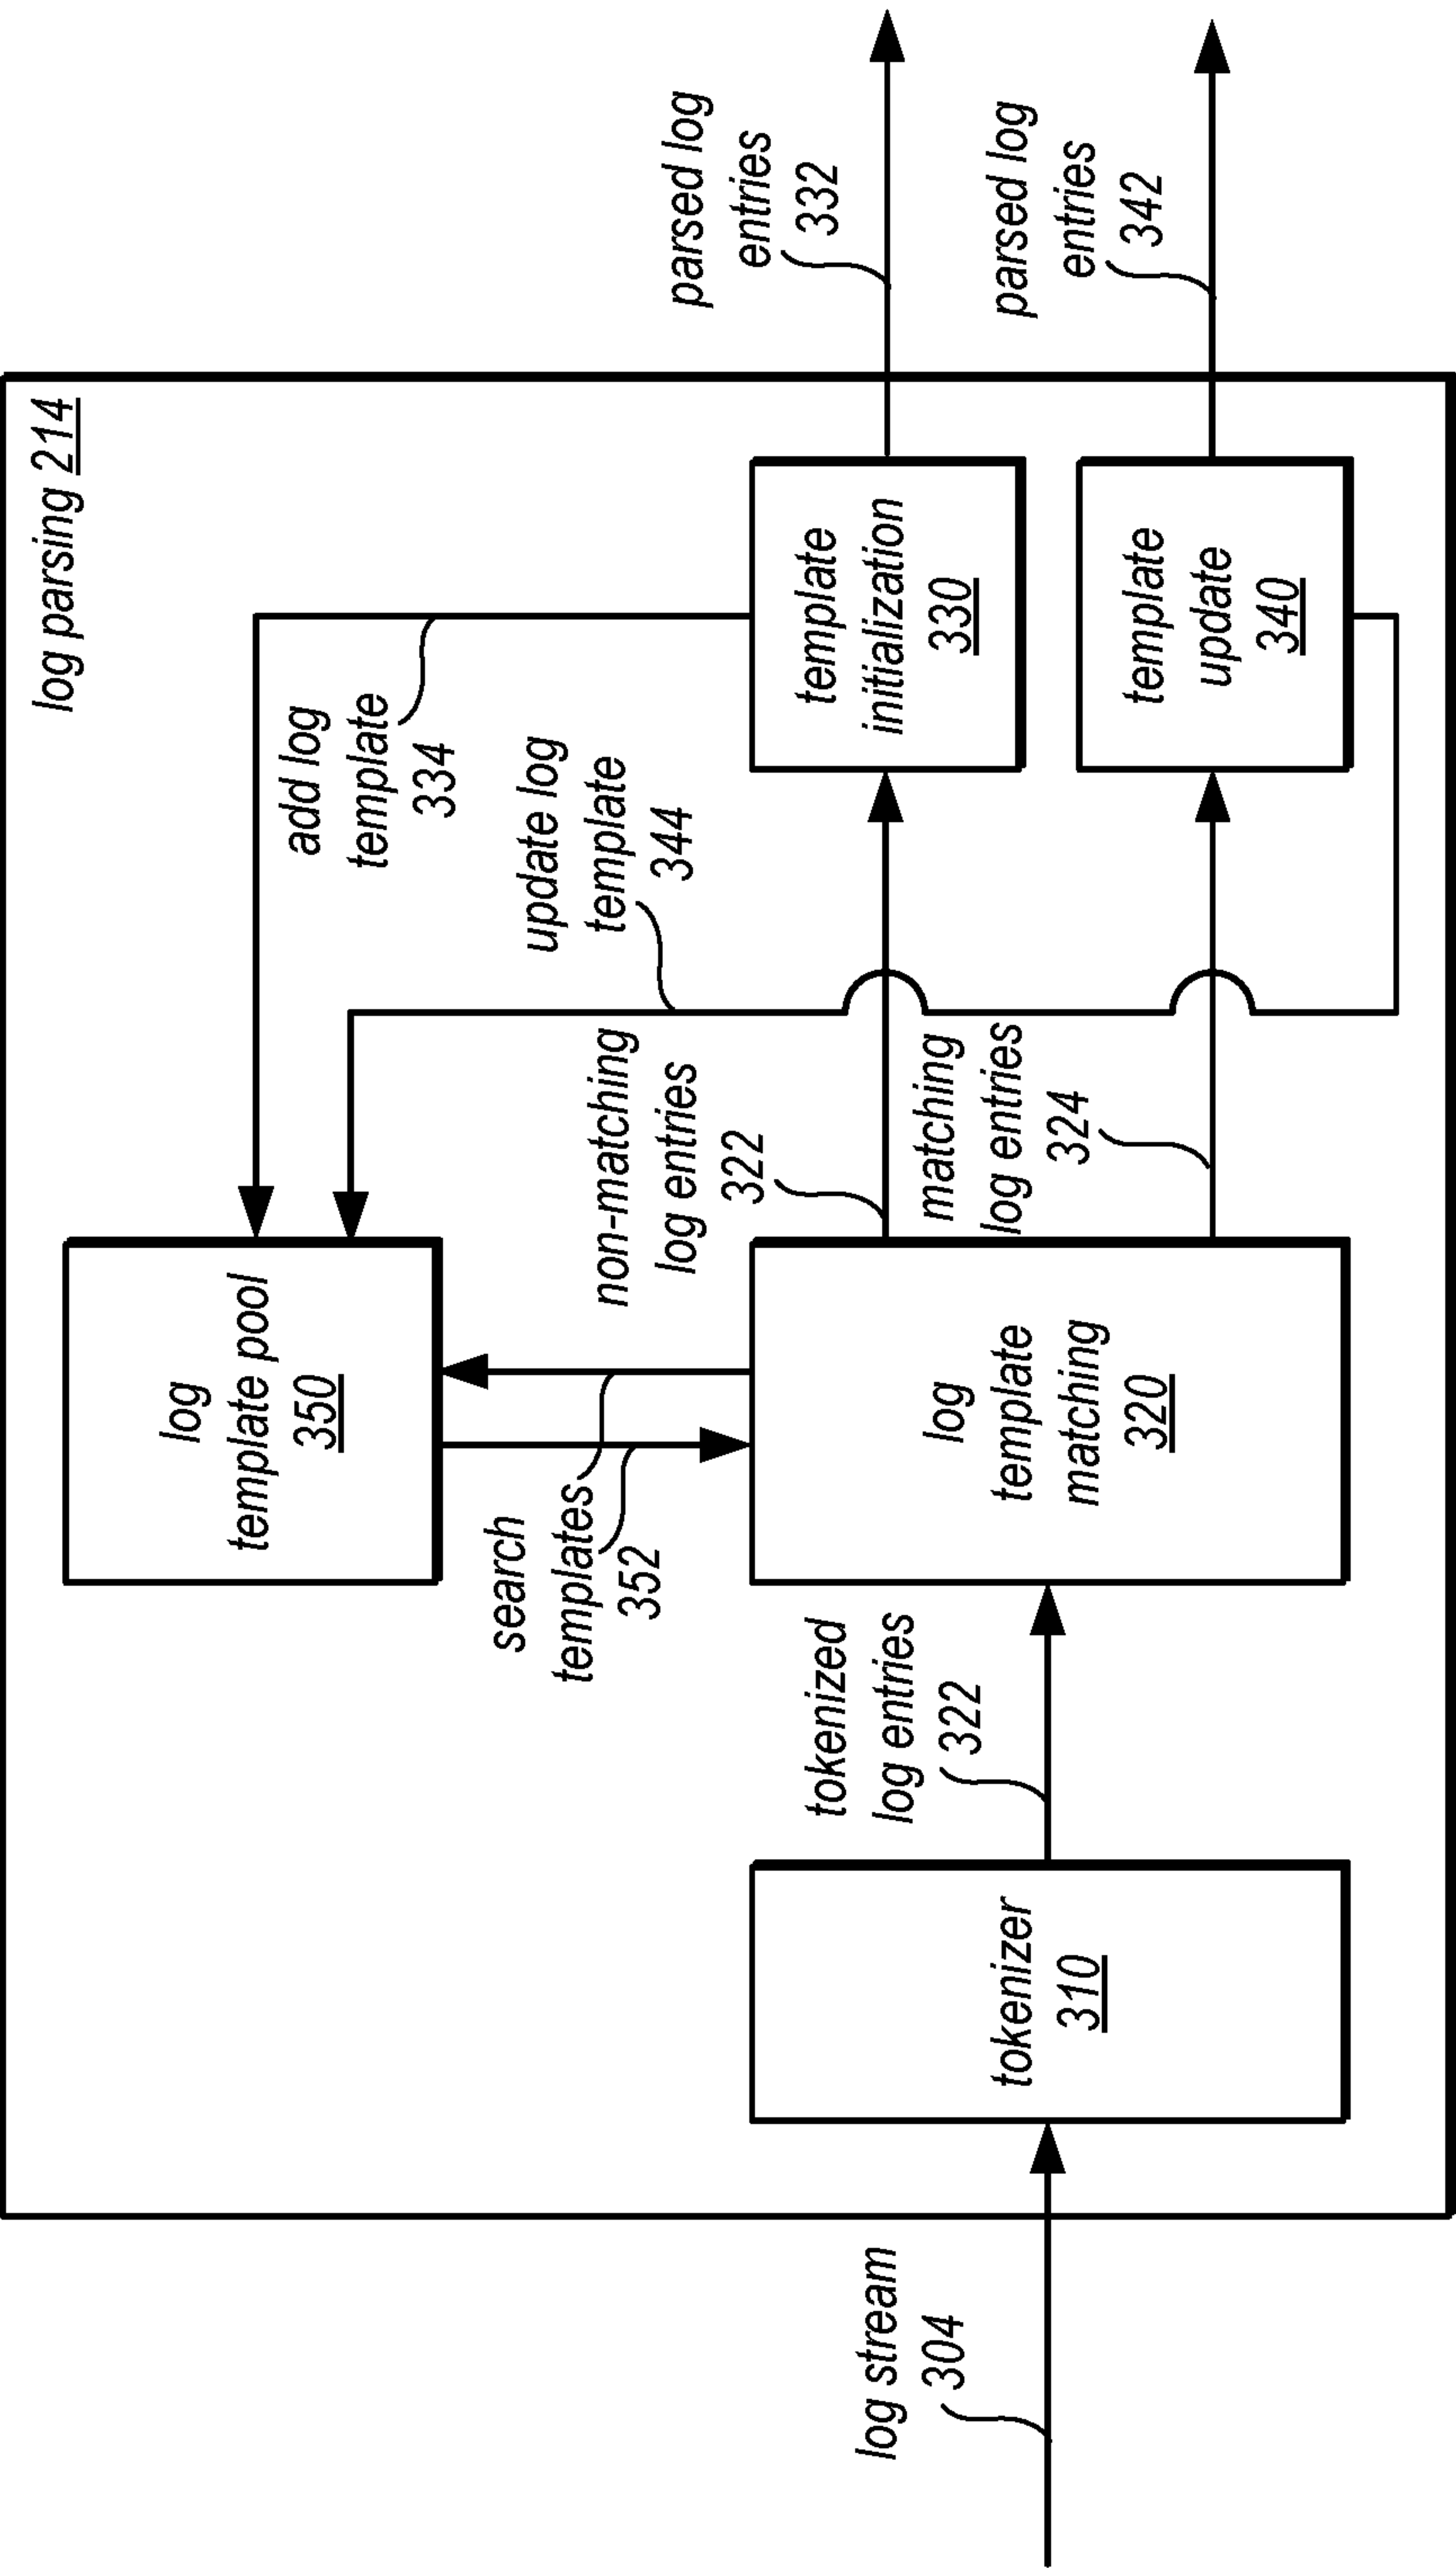 log parsing 214
log
template pool
350
add log
template
334
update log
template
344
search
templates
352
non-matching
log entries
322
parsed log
entries
332
log stream
304
tokenizer
310
tokenized
log entries
322
log
template
matching
320
matching
log entries
324
template
initialization
330
template
update
340
parsed log
entries
342